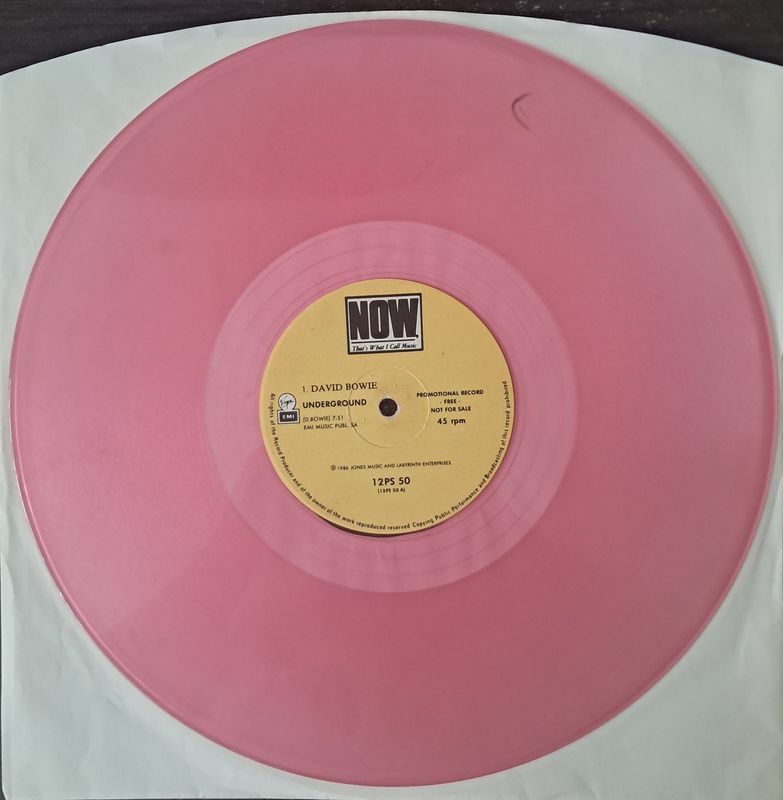 NOW,
That's What I Call Music
1. DAVID BOWIE
UNDERGROUND
(D.BOWIE) 7:51
EMI MUSIC PUBL. SA
Virgin
EMI
PROMOTIONAL RECORD
- FREE -
NOT FOR SALE
45 rpm
℗ 1986 JONES MUSIC AND LABYRINTH ENTERPRISES
12PS 50
(12PS 50 A)
All rights of the Record Producer and of the owner of the work reproduced reserved Copying Public Performance and Broadcasting of this record prohibited